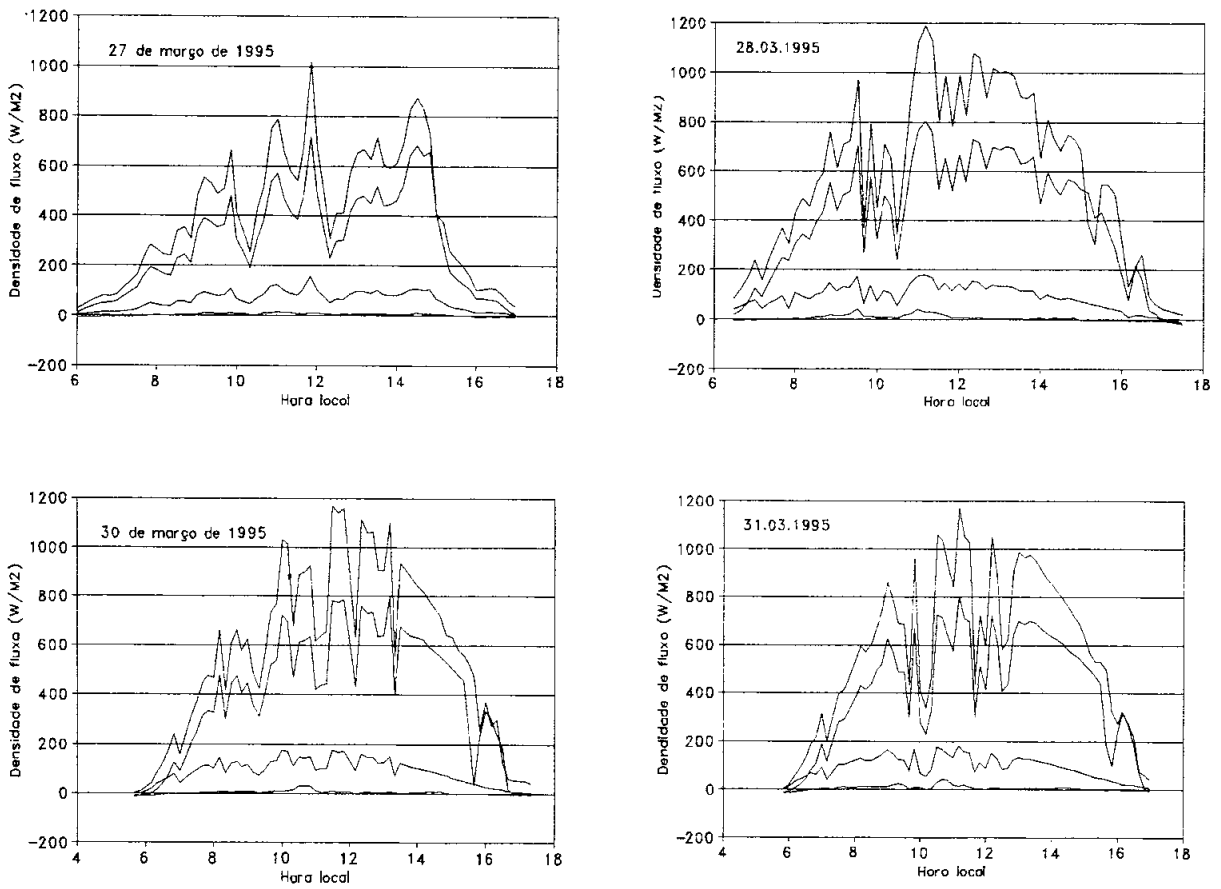 1200
1000
800
600
400
200
0
-200
Densidade de fluxo (W/M2)
27 de março de 1995
6 8 10 12 14 16 18
Hora local
1200
1000
800
600
400
200
0
-200
Densidade de fluxo (W/M2)
28.03.1995
6 8 10 12 14 16 18
Hora local
1200
1000
800
600
400
200
0
-200
Densidade de fluxo (W/M2)
30 de março de 1995
4 6 8 10 12 14 16 18
Hora local
1200
1000
800
600
400
200
0
-200
Dendidade de fluxo (W/M2)
31.03.1995
4 6 8 10 12 14 16 18
Hora local